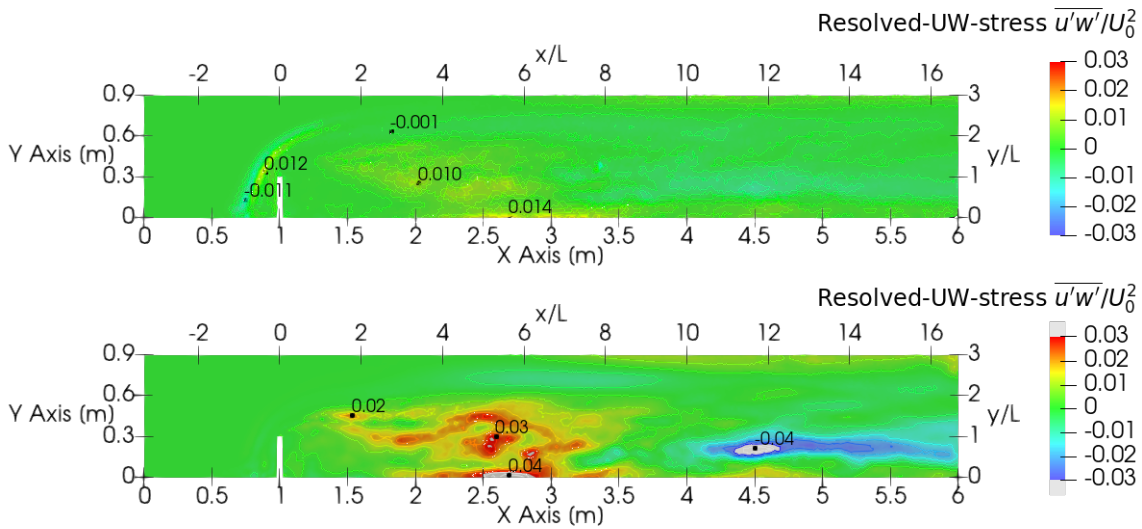 Resolved-UW-stress u'w'/U₀²
x/L
-2 0 2 4 6 8 10 12 14 16
0.9 3 0.03
0.6 -0.001 2 0.02
Y Axis (m) 0.012 0.010 y/L 0.01
0.3 1 0
-0.011 -0.01
0.014 -0.02
0 0 -0.03
0 0.5 1 1.5 2 2.5 3 3.5 4 4.5 5 5.5 6
X Axis (m)
Resolved-UW-stress u'w'/U₀²
x/L
-2 0 2 4 6 8 10 12 14 16
0.9 3 0.03
0.6 2 0.02
Y Axis (m) 0.02 y/L 0.01
0.3 0.03 -0.04 1 0
0.04 -0.01
-0.02
0 0 -0.03
0 0.5 1 1.5 2 2.5 3 3.5 4 4.5 5 5.5 6
X Axis (m)